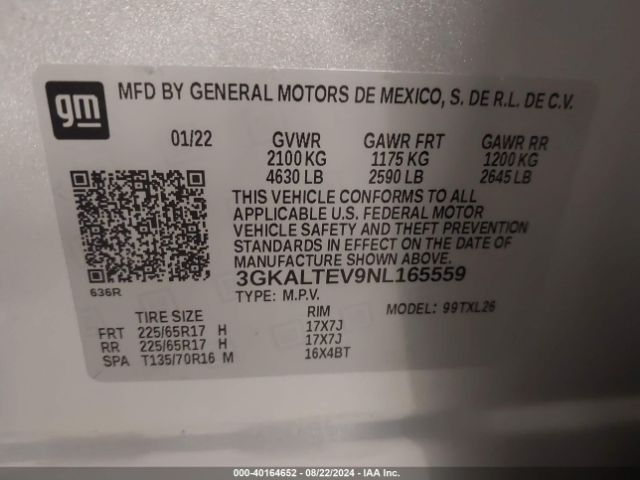 gm
MFD BY GENERAL MOTORS DE MEXICO, S. DE R.L. DE C.V.
01/22 GVWR GAWR FRT GAWR RR
2100 KG 1175 KG 1200 KG
4630 LB 2590 LB 2645 LB
THIS VEHICLE CONFORMS TO ALL
APPLICABLE U.S. FEDERAL MOTOR
VEHICLE SAFETY AND THEFT PREVENTION
STANDARDS IN EFFECT ON THE DATE OF
MANUFACTURE SHOWN ABOVE.
3GKALTEV9NL165559
636R
TYPE: M.P.V. MODEL: 99TXL26
TIRE SIZE RIM
FRT 225/65R17 H 17X7J
RR 225/65R17 H 17X7J
SPA T135/70R16 M 16X4BT
000-40164652 - 08/22/2024 - IAA Inc.